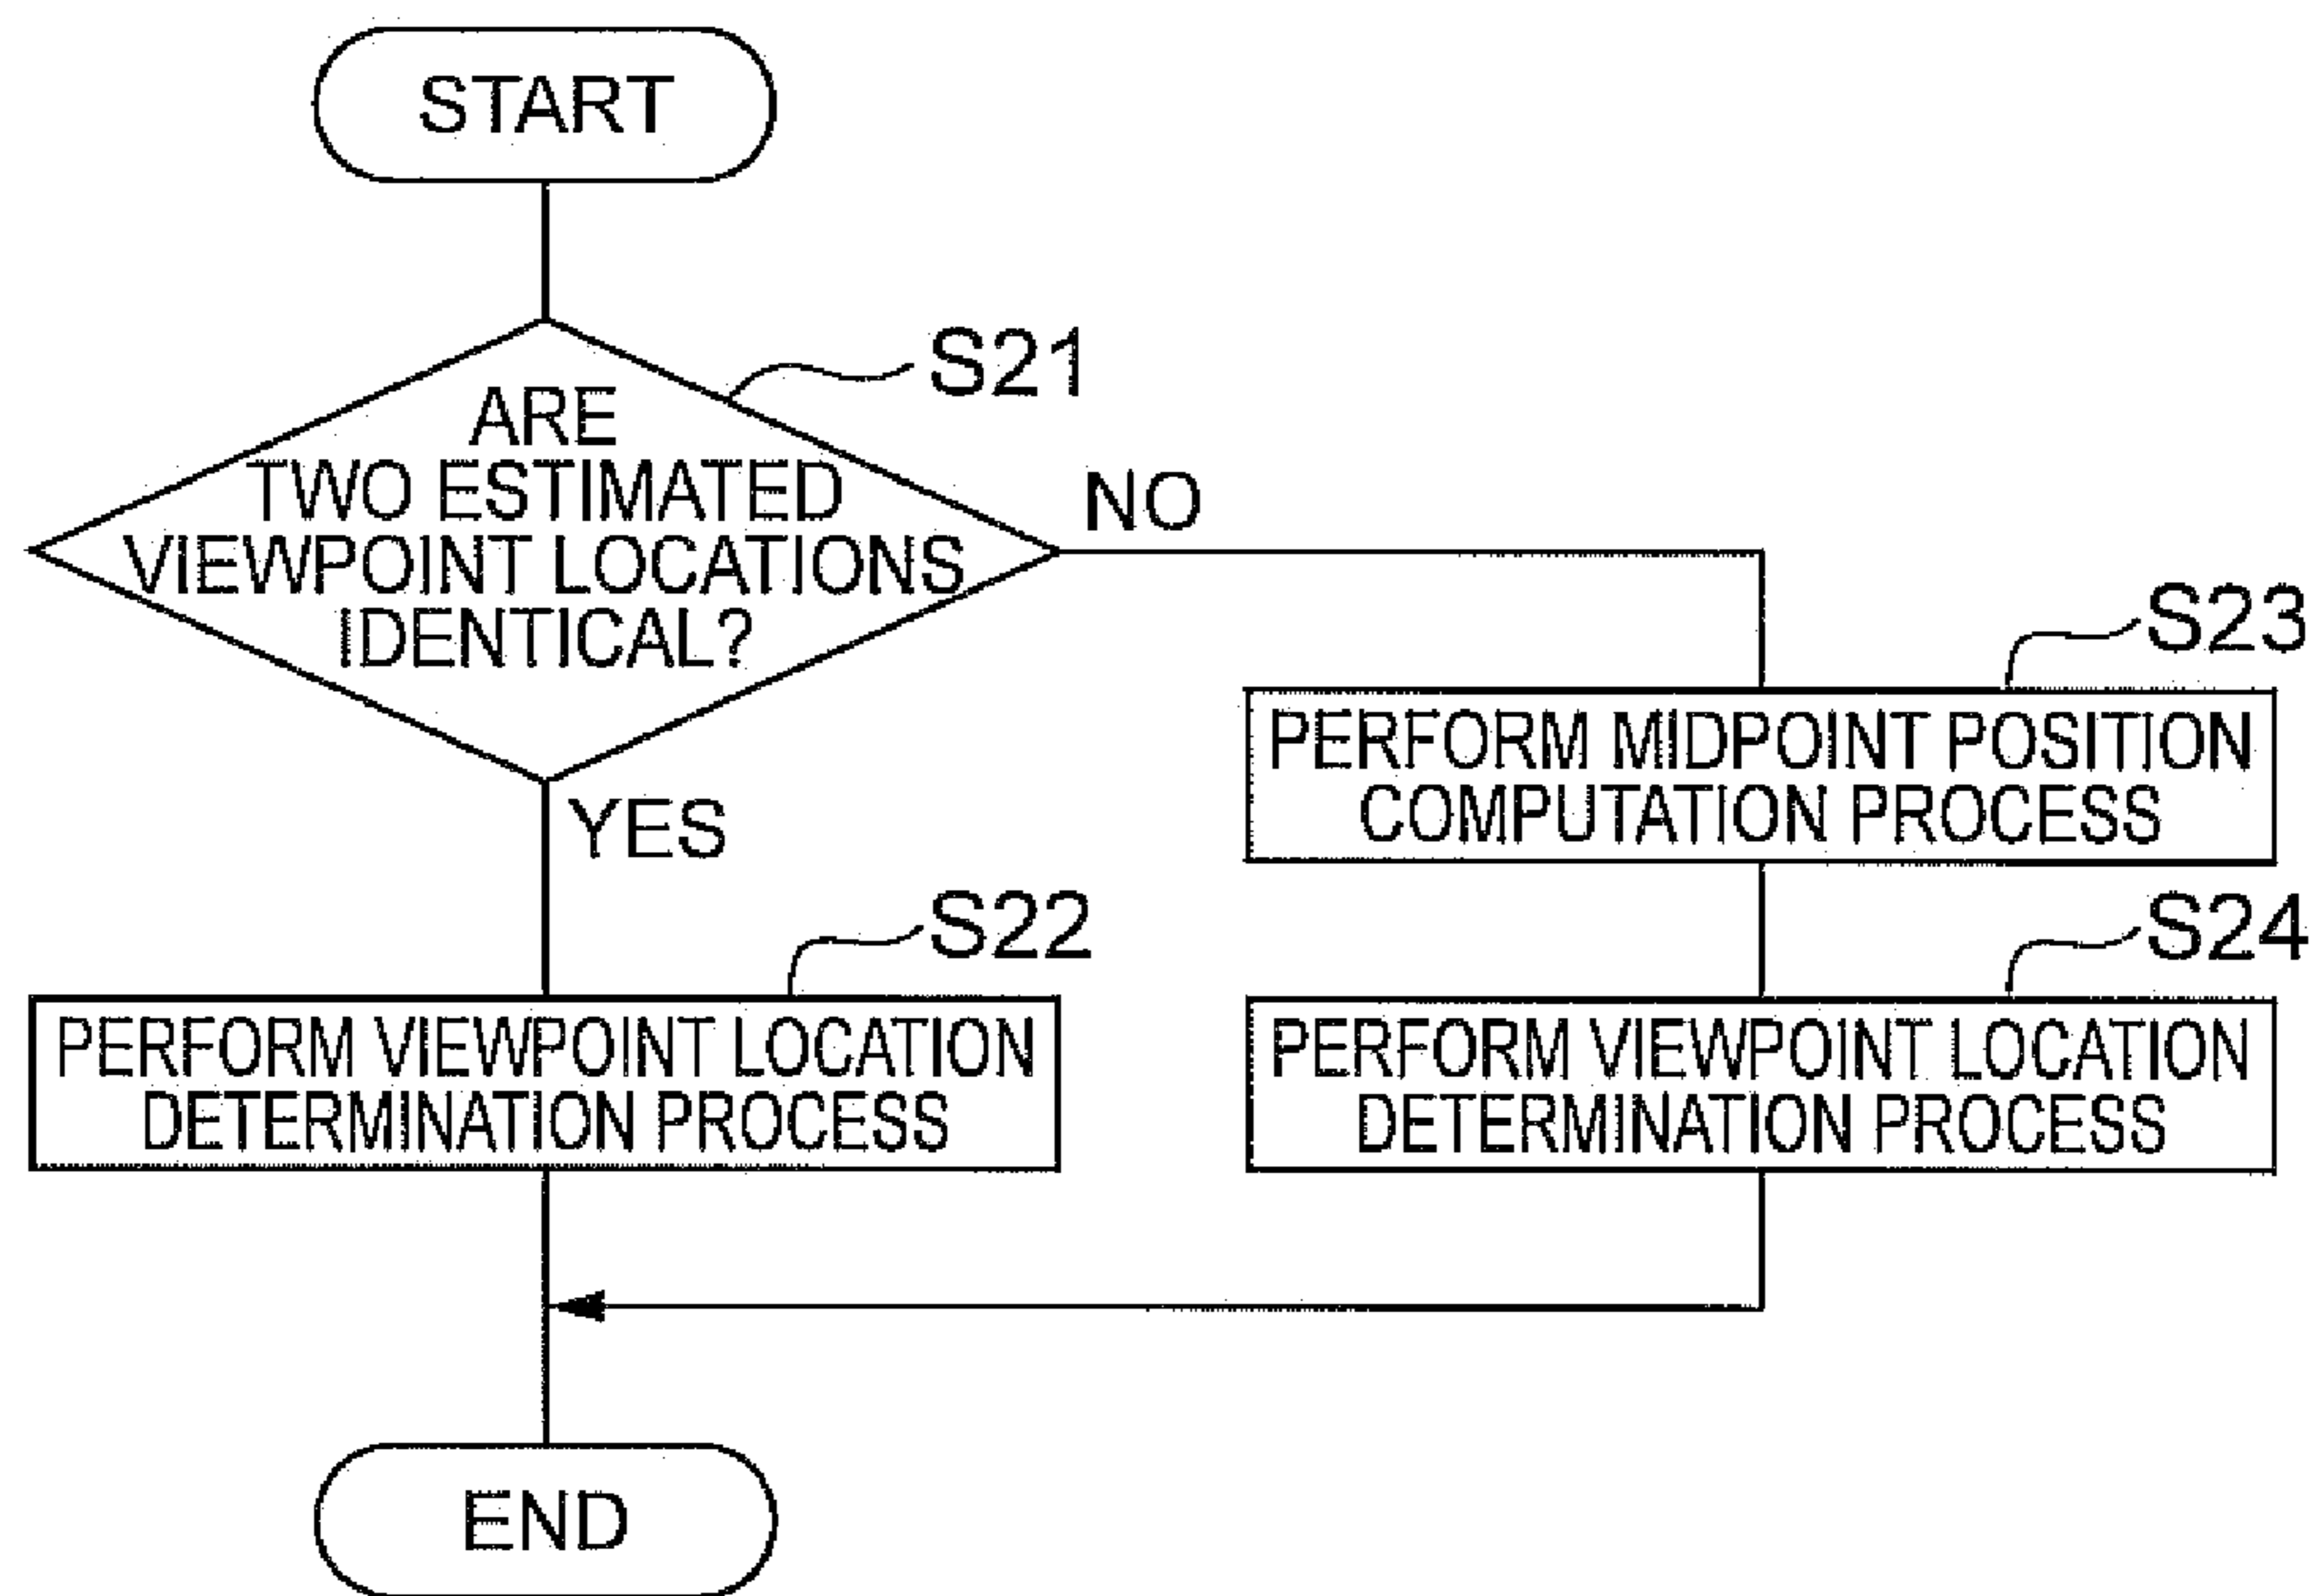 START
S21
ARE
TWO ESTIMATED
VIEWPOINT LOCATIONS
IDENTICAL?
NO
YES
S23
PERFORM MIDPOINT POSITION
COMPUTATION PROCESS
S22
PERFORM VIEWPOINT LOCATION
DETERMINATION PROCESS
S24
PERFORM VIEWPOINT LOCATION
DETERMINATION PROCESS
END